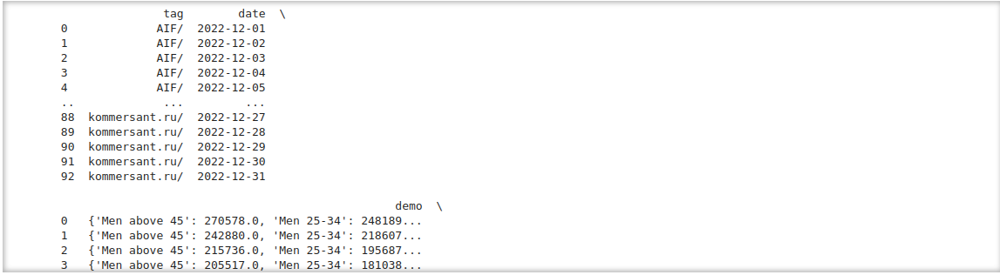 tag date \
0 AIF/ 2022-12-01
1 AIF/ 2022-12-02
2 AIF/ 2022-12-03
3 AIF/ 2022-12-04
4 AIF/ 2022-12-05
.. ... ...
88 kommersant.ru/ 2022-12-27
89 kommersant.ru/ 2022-12-28
90 kommersant.ru/ 2022-12-29
91 kommersant.ru/ 2022-12-30
92 kommersant.ru/ 2022-12-31
demo \
0 {'Men above 45': 270578.0, 'Men 25-34': 248189...
1 {'Men above 45': 242880.0, 'Men 25-34': 218607...
2 {'Men above 45': 215736.0, 'Men 25-34': 195687...
3 {'Men above 45': 205517.0, 'Men 25-34': 181038...